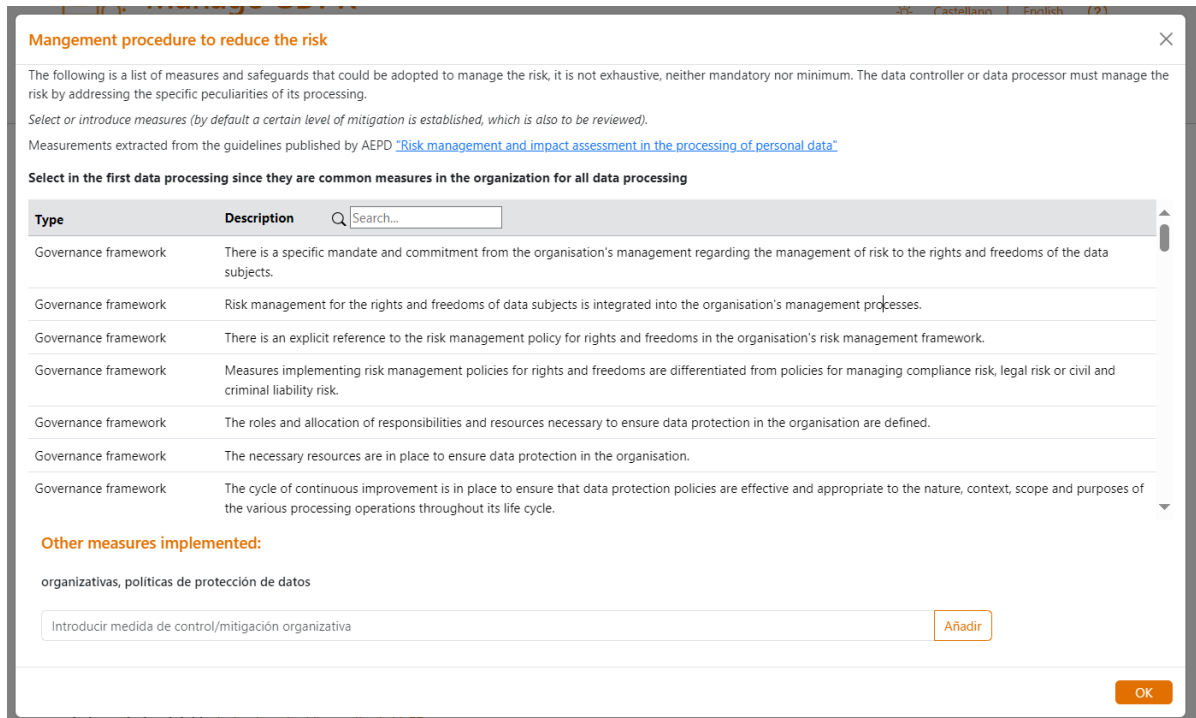 Manage GDPR
Castellano | English (?)
Mangement procedure to reduce the risk
The following is a list of measures and safeguards that could be adopted to manage the risk, it is not exhaustive, neither mandatory nor minimum. The data controller or data processor must manage the
risk by addressing the specific peculiarities of its processing.
Select or introduce measures (by default a certain level of mitigation is established, which is also to be reviewed).
Measurements extracted from the guidelines published by AEPD "Risk management and impact assessment in the processing of personal data"
Select in the first data processing since they are common measures in the organization for all data processing
Type Description Search...
Governance framework There is a specific mandate and commitment from the organisation's management regarding the management of risk to the rights and freedoms of the data
subjects.
Governance framework Risk management for the rights and freedoms of data subjects is integrated into the organisation's management processes.
Governance framework There is an explicit reference to the risk management policy for rights and freedoms in the organisation's risk management framework.
Governance framework Measures implementing risk management policies for rights and freedoms are differentiated from policies for managing compliance risk, legal risk or civil and
criminal liability risk.
Governance framework The roles and allocation of responsibilities and resources necessary to ensure data protection in the organisation are defined.
Governance framework The necessary resources are in place to ensure data protection in the organisation.
Governance framework The cycle of continuous improvement is in place to ensure that data protection policies are effective and appropriate to the nature, context, scope and purposes of
the various processing operations throughout its life cycle.
Other measures implemented:
organizativas, políticas de protección de datos
Introducir medida de control/mitigación organizativa Añadir
OK